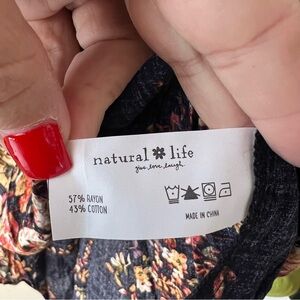 natural life
give love laugh.
57% RAYON
43% COTTON
MADE IN CHINA